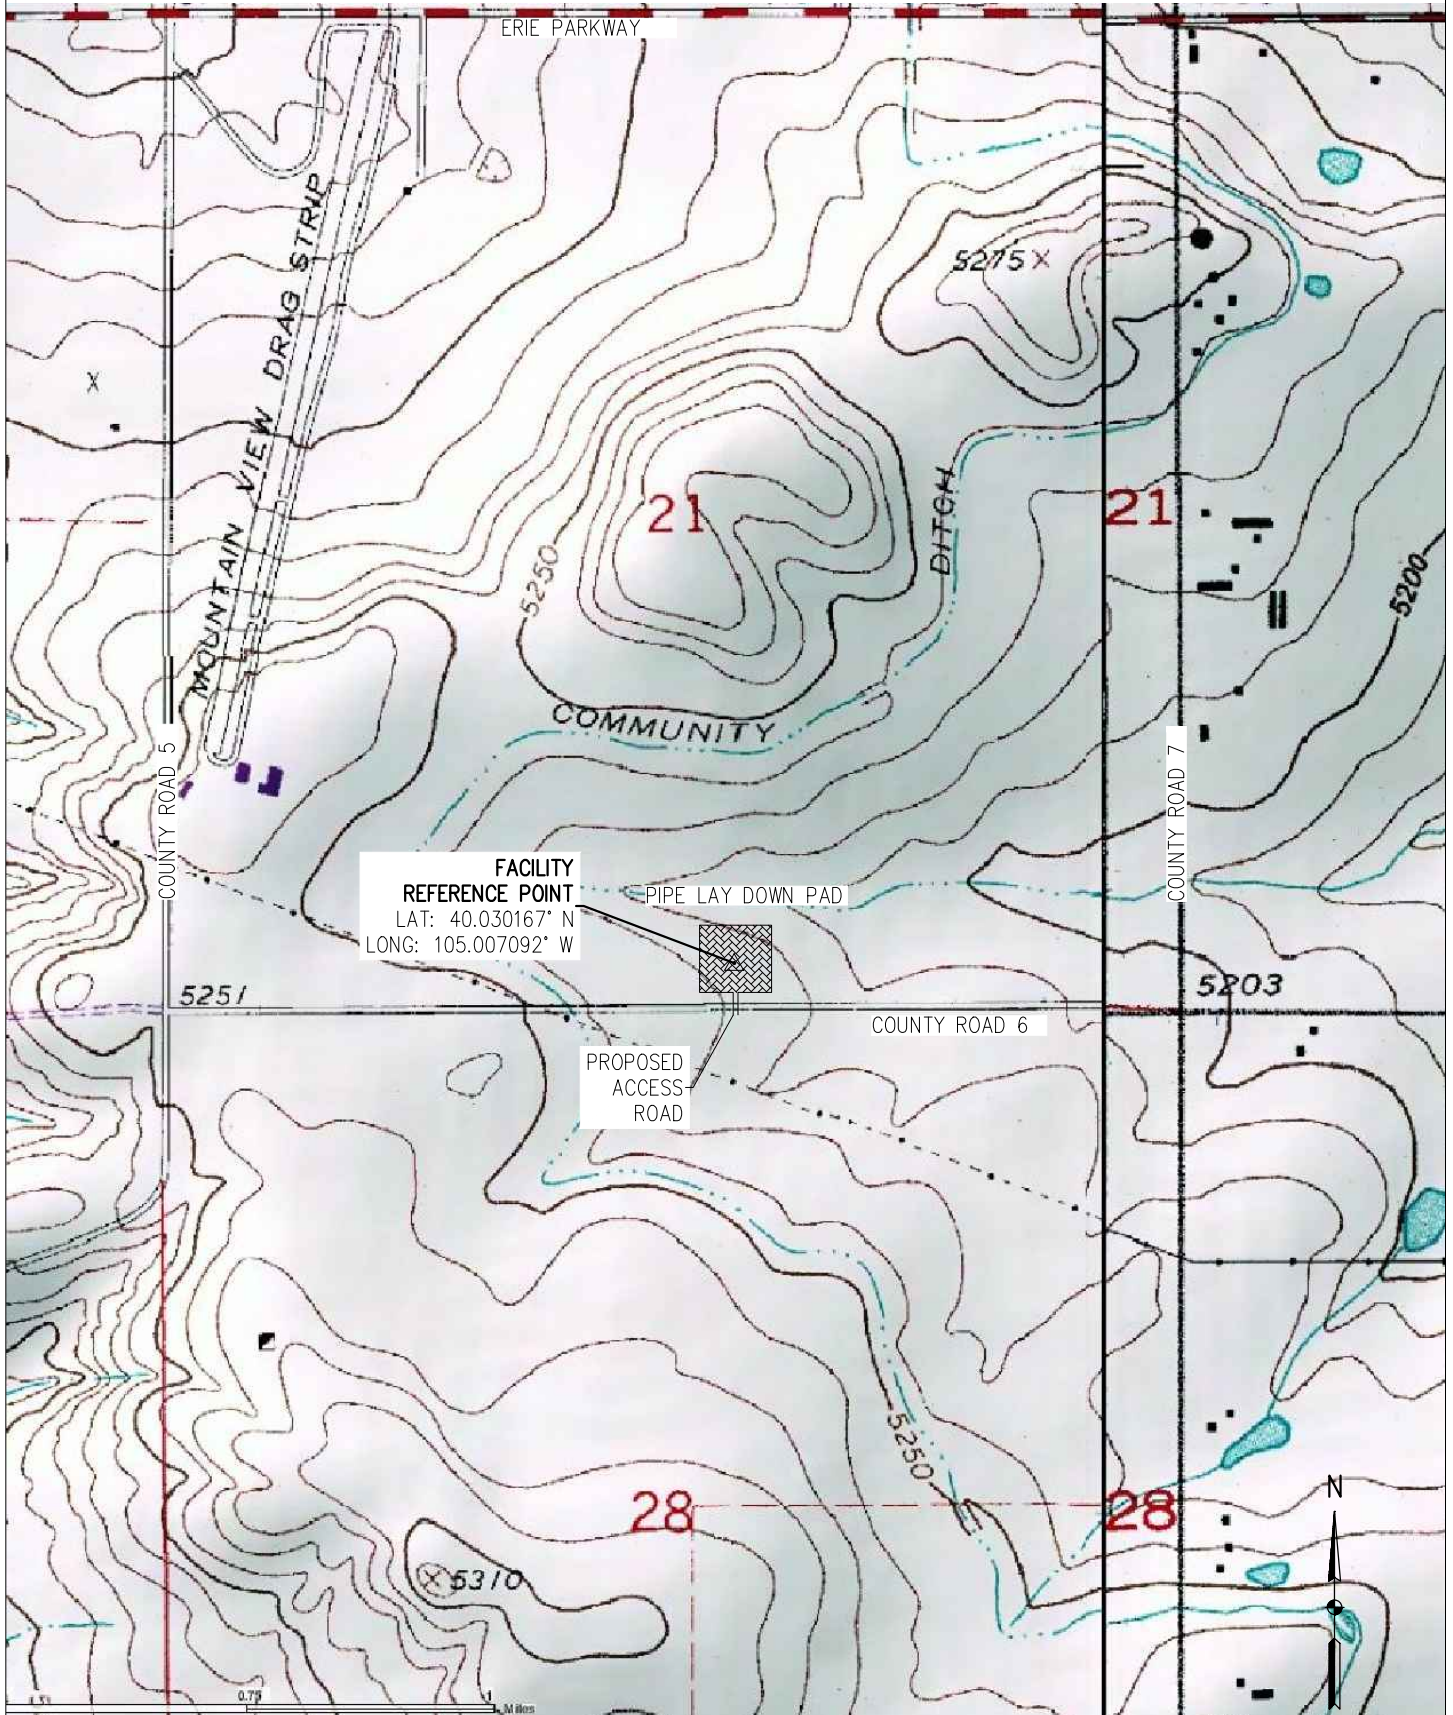 ERIE PARKWAY
MOUNTAIN VIEW DRAG STRIP
5275
X
21
21
DITCH
5250
5200
COMMUNITY
COUNTY ROAD 5
COUNTY ROAD 7
FACILITY
REFERENCE POINT
LAT: 40.030167° N
LONG: 105.007092° W
PIPE LAY DOWN PAD
5251
5203
COUNTY ROAD 6
PROPOSED
ACCESS
ROAD
5250
N
28
28
5310
0.75
1
Miles